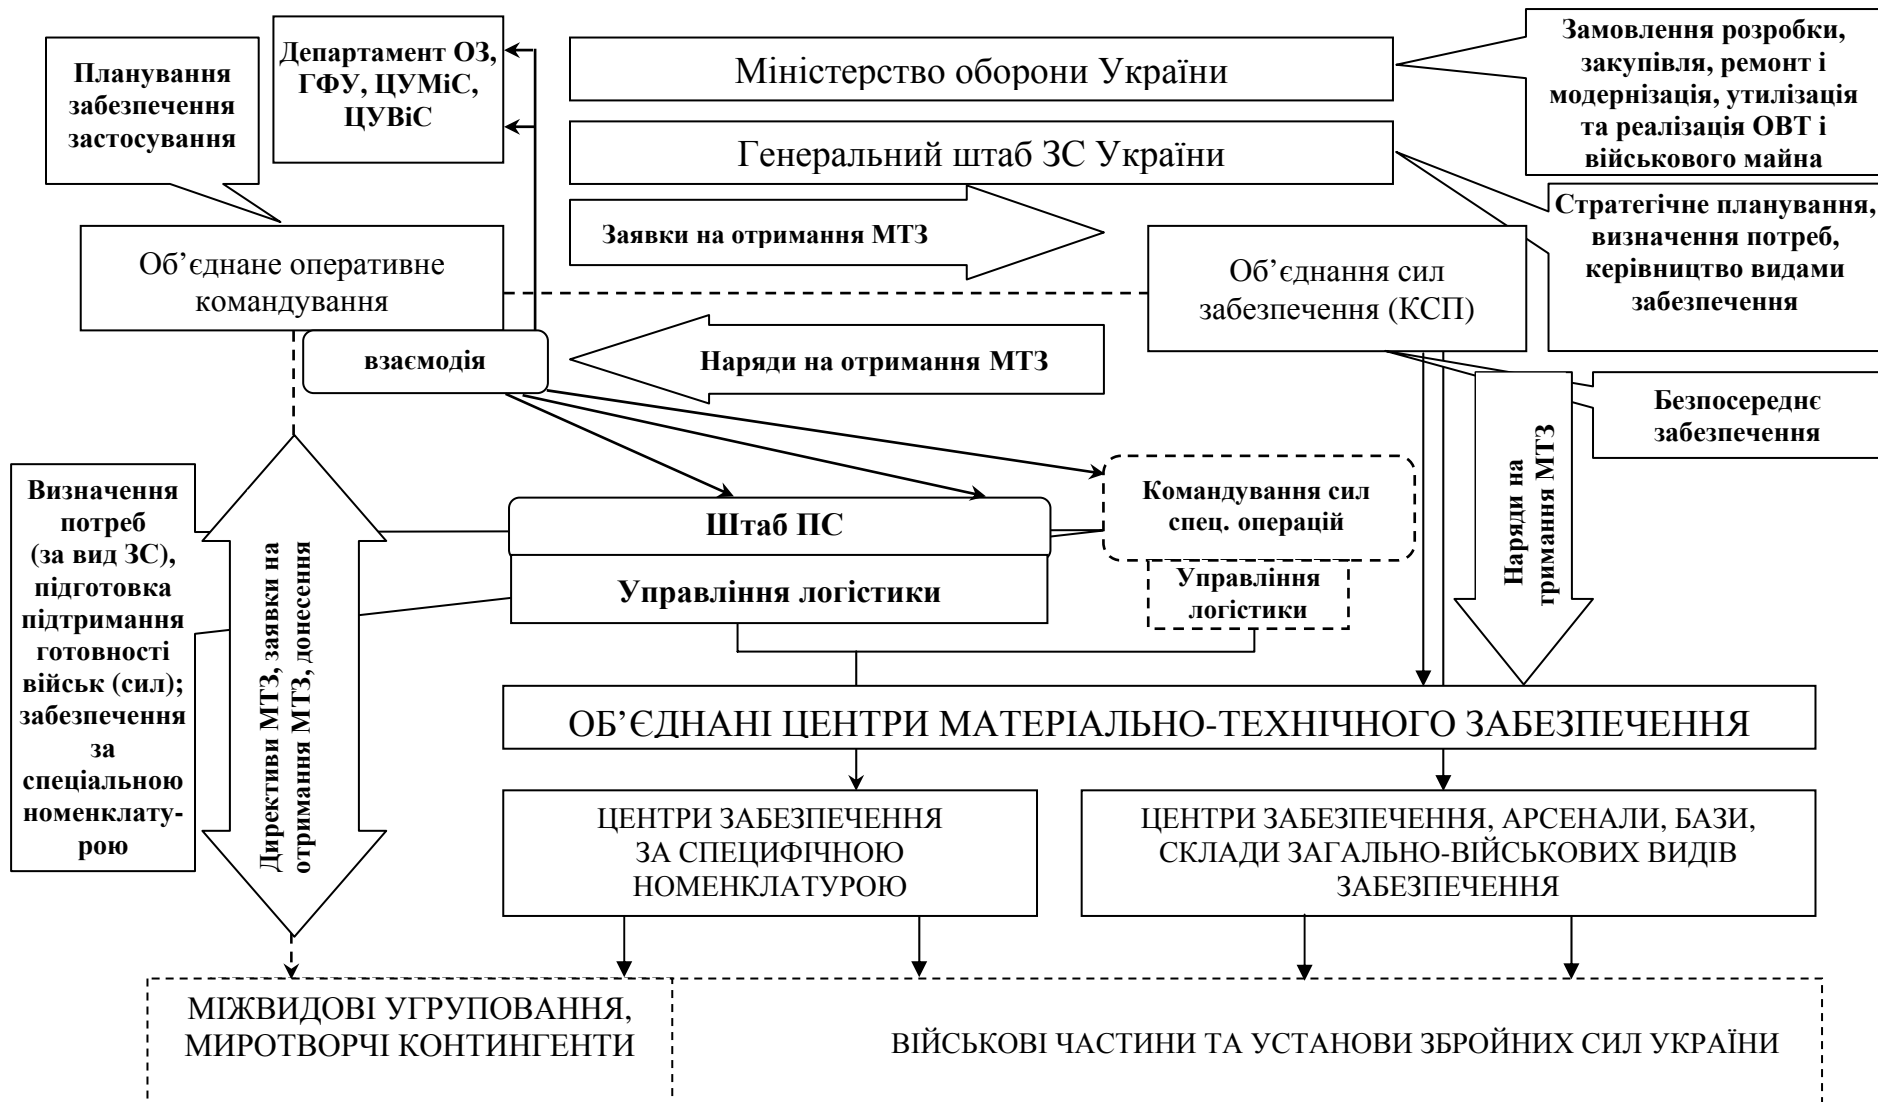 Планування
забезпечення
застосування
Департамент ОЗ,
ГФУ, ЦУМіС,
ЦУВіС
Міністерство оборони України
Генеральний штаб ЗС України
Замовлення розробки,
закупівля, ремонт і
модернізація, утилізація
та реалізація ОВТ і
військового майна
Стратегічне планування,
визначення потреб,
керівництво видами
забезпечення
Заявки на отримання МТЗ
Об’єднане оперативне
командування
Об’єднання сил
забезпечення (КСП)
взаємодія
Наряди на отримання МТЗ
Безпосереднє
забезпечення
Наряди на
тримання МТЗ
Визначення
потреб
(за вид ЗС),
підготовка
підтримання
готовності
військ (сил);
забезпечення
за
спеціальною
номенклату-
рою
Директиви МТЗ, заявки на
отримання МТЗ, донесення
Штаб ПС
Управління логістики
Командування сил
спец. операцій
Управління
логістики
ОБ’ЄДНАНІ ЦЕНТРИ МАТЕРІАЛЬНО-ТЕХНІЧНОГО ЗАБЕЗПЕЧЕННЯ
ЦЕНТРИ ЗАБЕЗПЕЧЕННЯ
ЗА СПЕЦИФІЧНОЮ
НОМЕНКЛАТУРОЮ
ЦЕНТРИ ЗАБЕЗПЕЧЕННЯ, АРСЕНАЛИ, БАЗИ,
СКЛАДИ ЗАГАЛЬНО-ВІЙСЬКОВИХ ВИДІВ
ЗАБЕЗПЕЧЕННЯ
МІЖВИДОВІ УГРУПОВАННЯ,
МИРОТВОРЧІ КОНТИНГЕНТИ
ВІЙСЬКОВІ ЧАСТИНИ ТА УСТАНОВИ ЗБРОЙНИХ СИЛ УКРАЇНИ